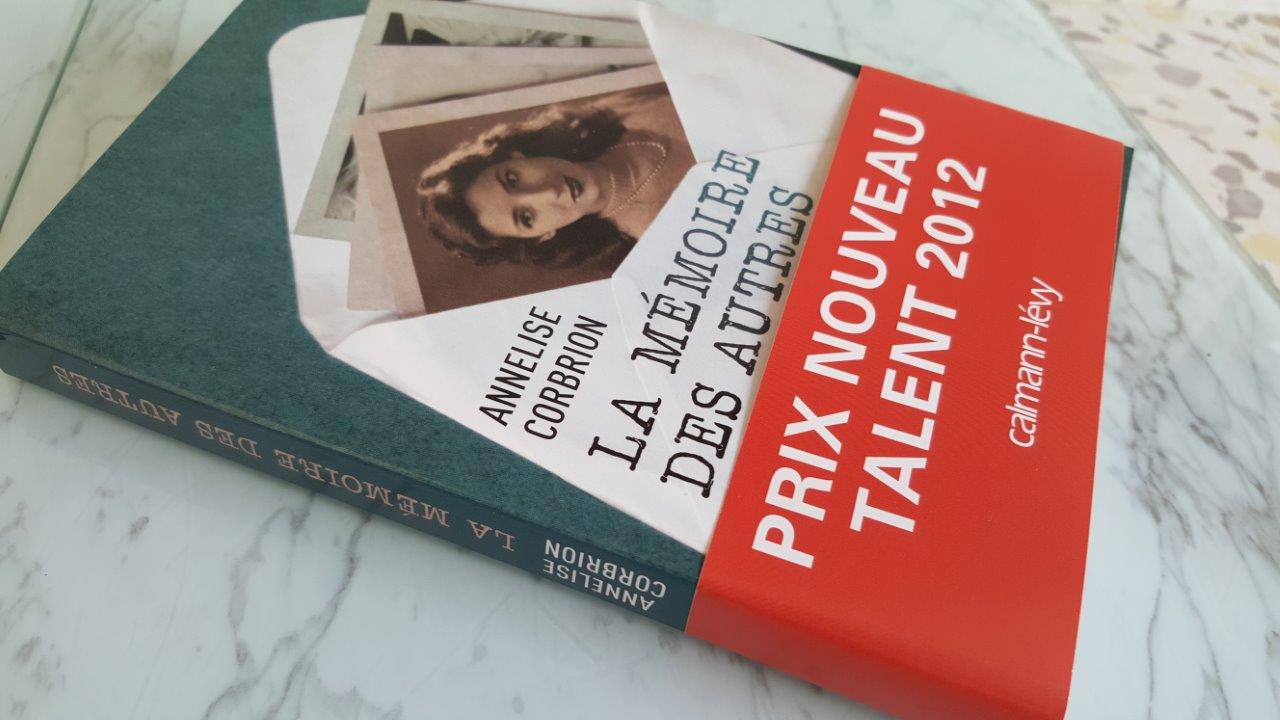 ANNELISE
CORBRION
LA MÉMOIRE
DES AUTRES
PRIX NOUVEAU
TALENT 2012
calmann-lévy
ANNELISE
CORBRION
LA MÉMOIRE DES AUTRES